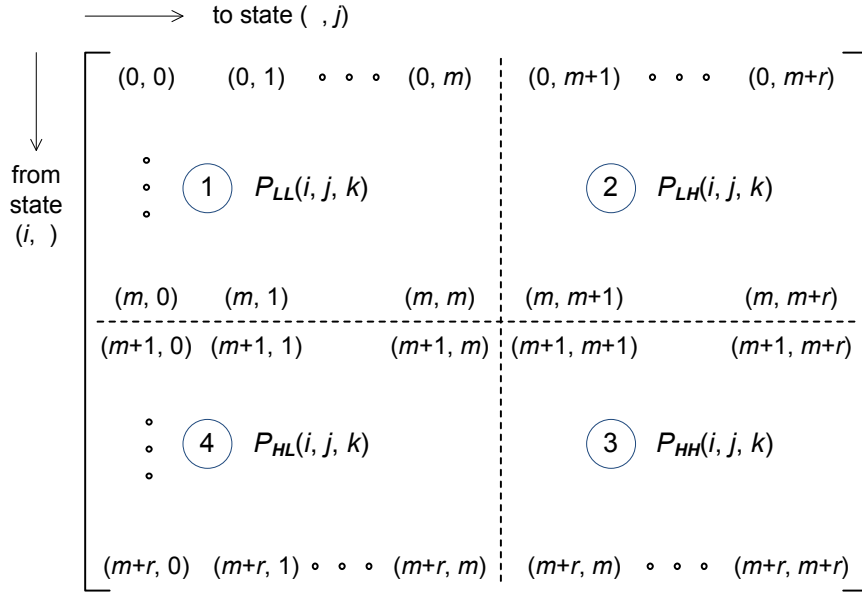 to state ( , j)
from
state
(i, )
(0, 0) (0, 1) ∘ ∘ ∘ (0, m) (0, m+1) ∘ ∘ ∘ (0, m+r)
1 P_LL(i, j, k) 2 P_LH(i, j, k)
(m, 0) (m, 1) (m, m) (m, m+1) (m, m+r)
(m+1, 0) (m+1, 1) (m+1, m) (m+1, m+1) (m+1, m+r)
4 P_HL(i, j, k) 3 P_HH(i, j, k)
(m+r, 0) (m+r, 1) ∘ ∘ ∘ (m+r, m) (m+r, m) ∘ ∘ ∘ (m+r, m+r)